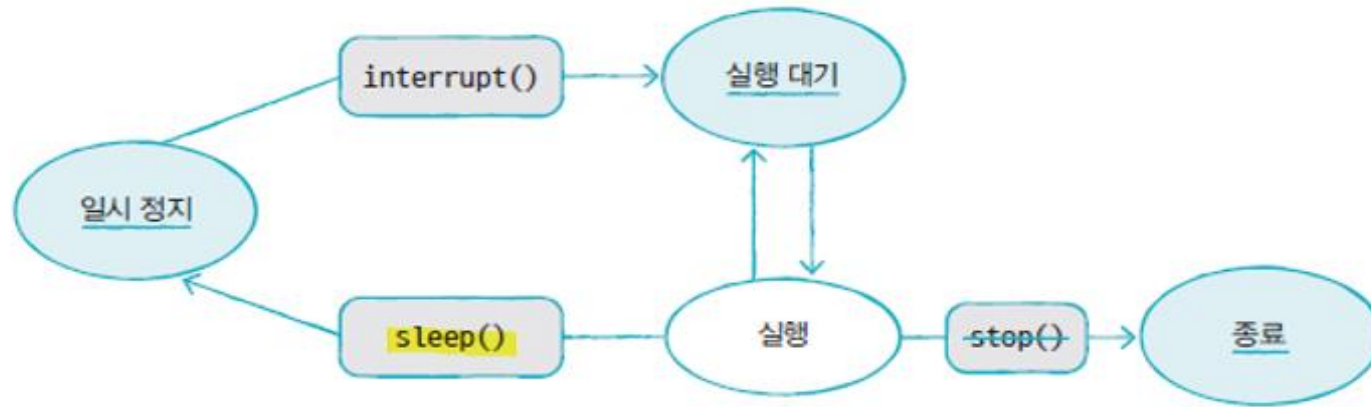 interrupt()
실행 대기
일시 정지
sleep()
실행
stop()
종료